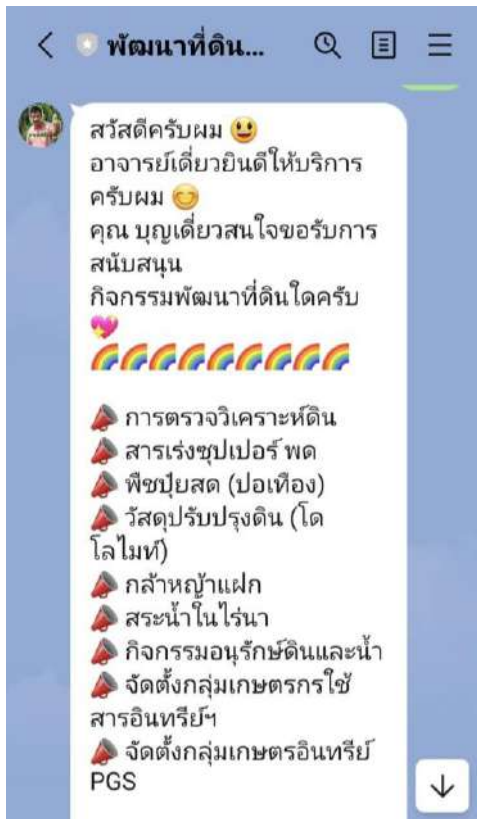 พัฒนาที่ดิน...
สวัสดีครับผม 😃
อาจารย์เดี่ยวยินดีให้บริการ
ครับผม 😊
คุณ บุญเดี่ยวสนใจขอรับการ
สนับสนุน
กิจกรรมพัฒนาที่ดินใดครับ
💖
🌈🌈🌈🌈🌈🌈🌈🌈🌈
📣 การตรวจวิเคราะห์ดิน
📣 สารเร่งซุปเปอร์ พด
📣 พืชปุ๋ยสด (ปอเทือง)
📣 วัสดุปรับปรุงดิน (โด
โลไมท์)
📣 กล้าหญ้าแฝก
📣 สระน้ำในไร่นา
📣 กิจกรรมอนุรักษ์ดินและน้ำ
📣 จัดตั้งกลุ่มเกษตรกรใช้
สารอินทรีย์ฯ
📣 จัดตั้งกลุ่มเกษตรอินทรีย์
PGS